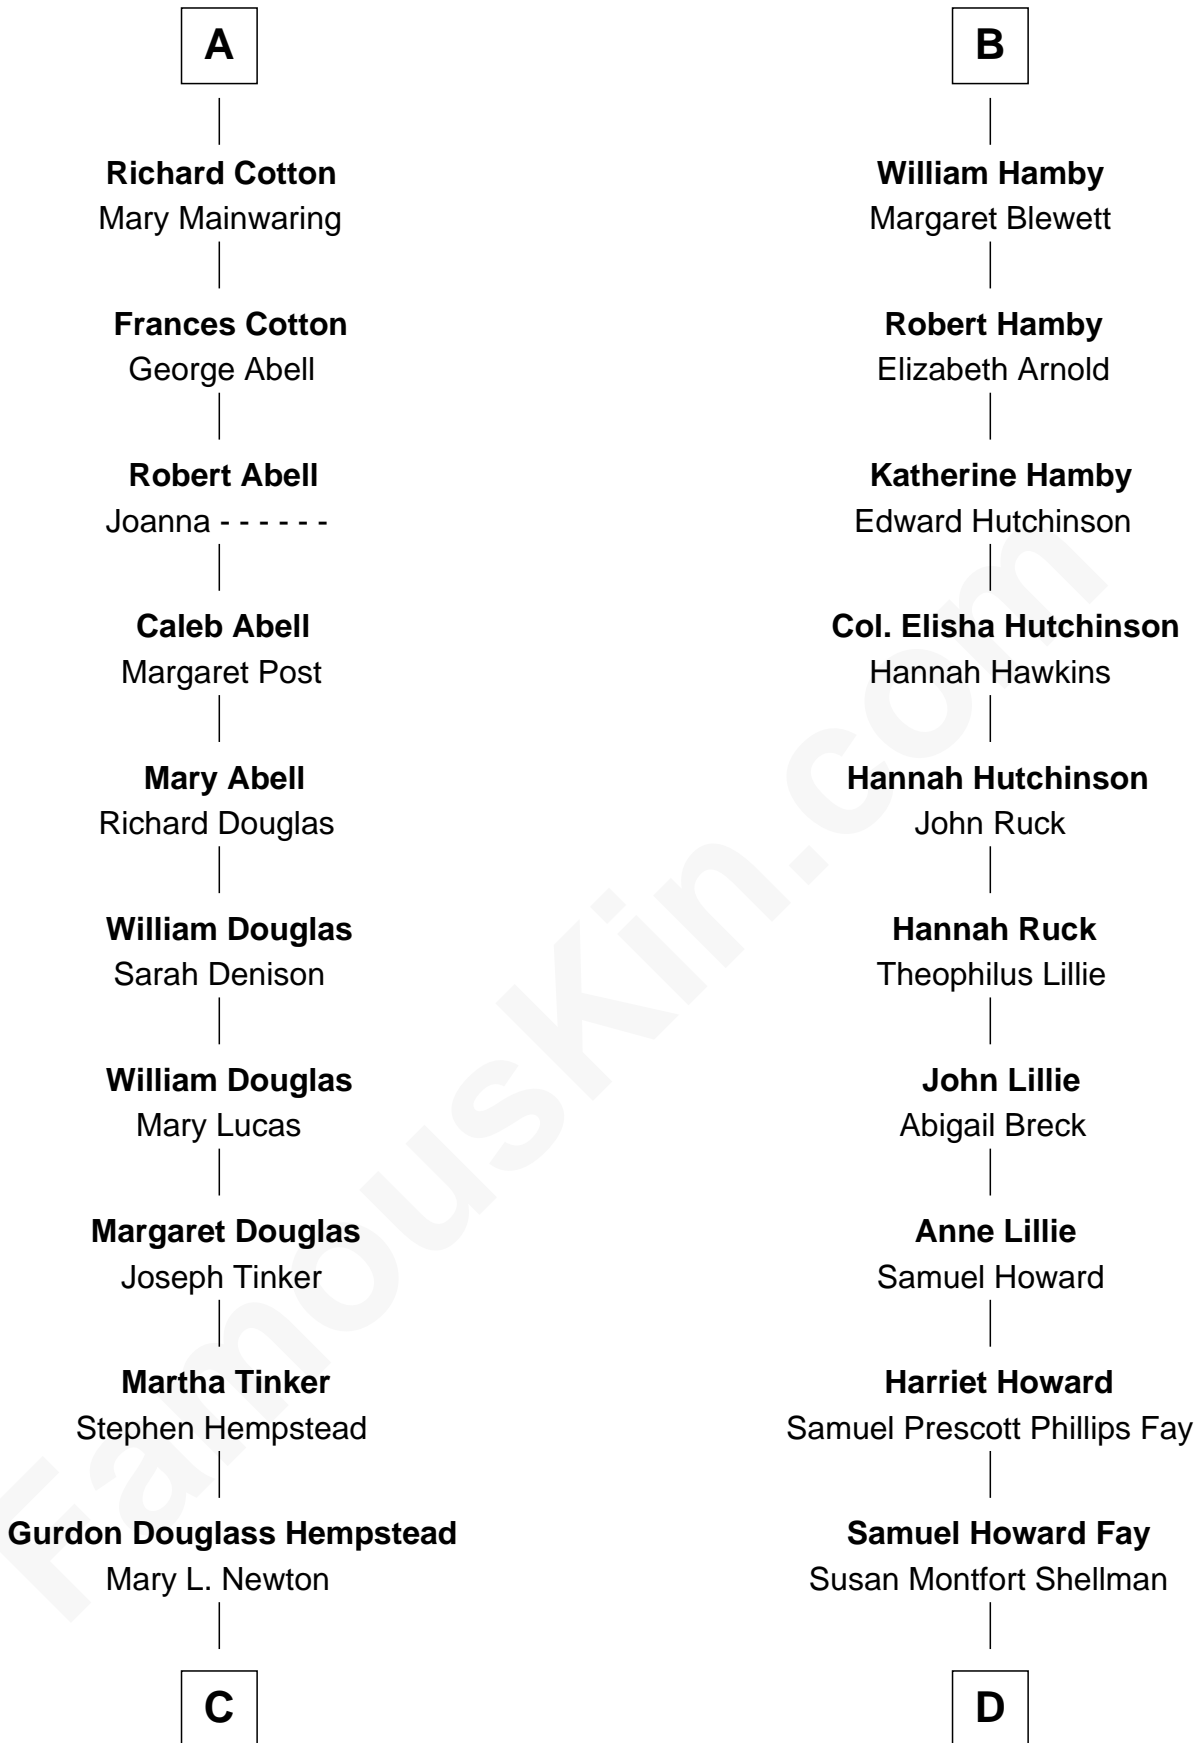 A
Richard Cotton
Mary Mainwaring
Frances Cotton
George Abell
Robert Abell
Joanna - - - - - -
Caleb Abell
Margaret Post
Mary Abell
Richard Douglas
William Douglas
Sarah Denison
William Douglas
Mary Lucas
Margaret Douglas
Joseph Tinker
Martha Tinker
Stephen Hempstead
Gurdon Douglass Hempstead
Mary L. Newton
C
B
William Hamby
Margaret Blewett
Robert Hamby
Elizabeth Arnold
Katherine Hamby
Edward Hutchinson
Col. Elisha Hutchinson
Hannah Hawkins
Hannah Hutchinson
John Ruck
Hannah Ruck
Theophilus Lillie
John Lillie
Abigail Breck
Anne Lillie
Samuel Howard
Harriet Howard
Samuel Prescott Phillips Fay
Samuel Howard Fay
Susan Montfort Shellman
D
FamousKin.com